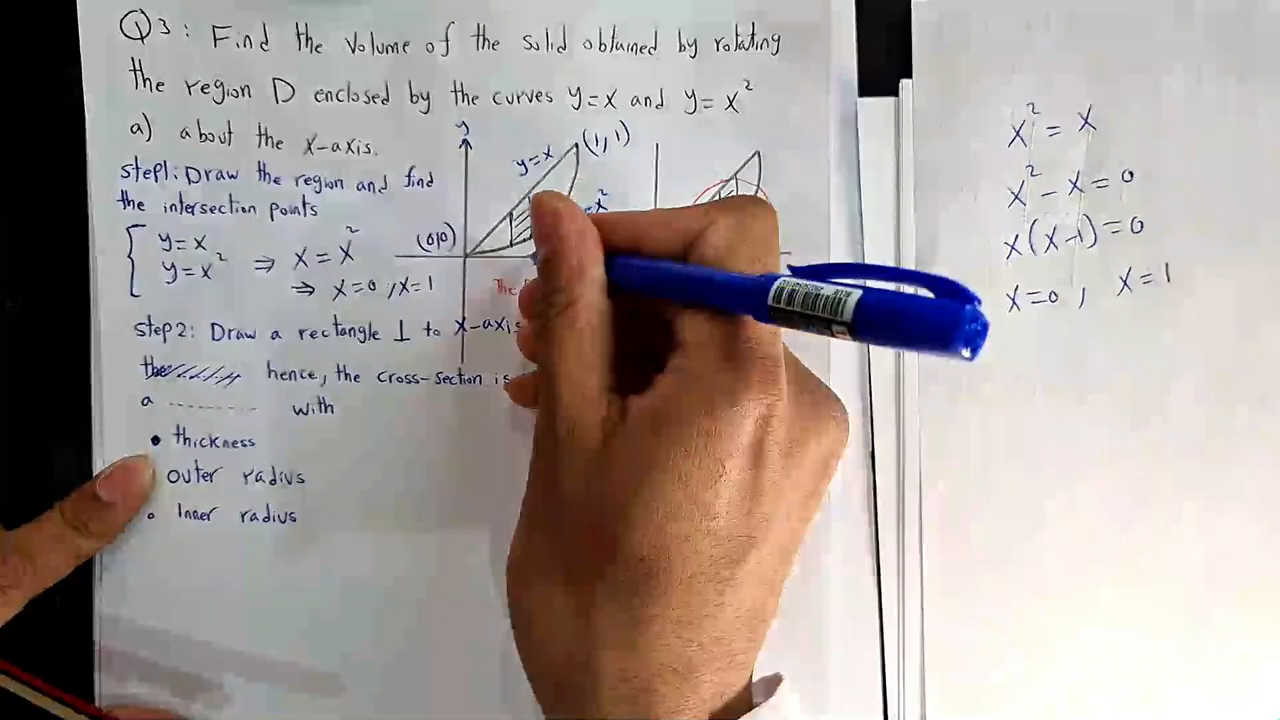 Q3: Find the volume of the solid obtained by rotating
the region D enclosed by the curves y=x and y=x²
a) about the x-axis.
step1: Draw the region and find
the intersection points
y=x
y=x² ⇒ x=x²
⇒ x=0, x=1
y
y=x
(1,1)
=x²
(0,0)
The
step2: Draw a rectangle ⊥ to x-axis
the hence, the cross-section is
a ........... with
• thickness
outer radius
• Inner radius
x² = x
x² - x = 0
x(x-1) = 0
x=0, x=1